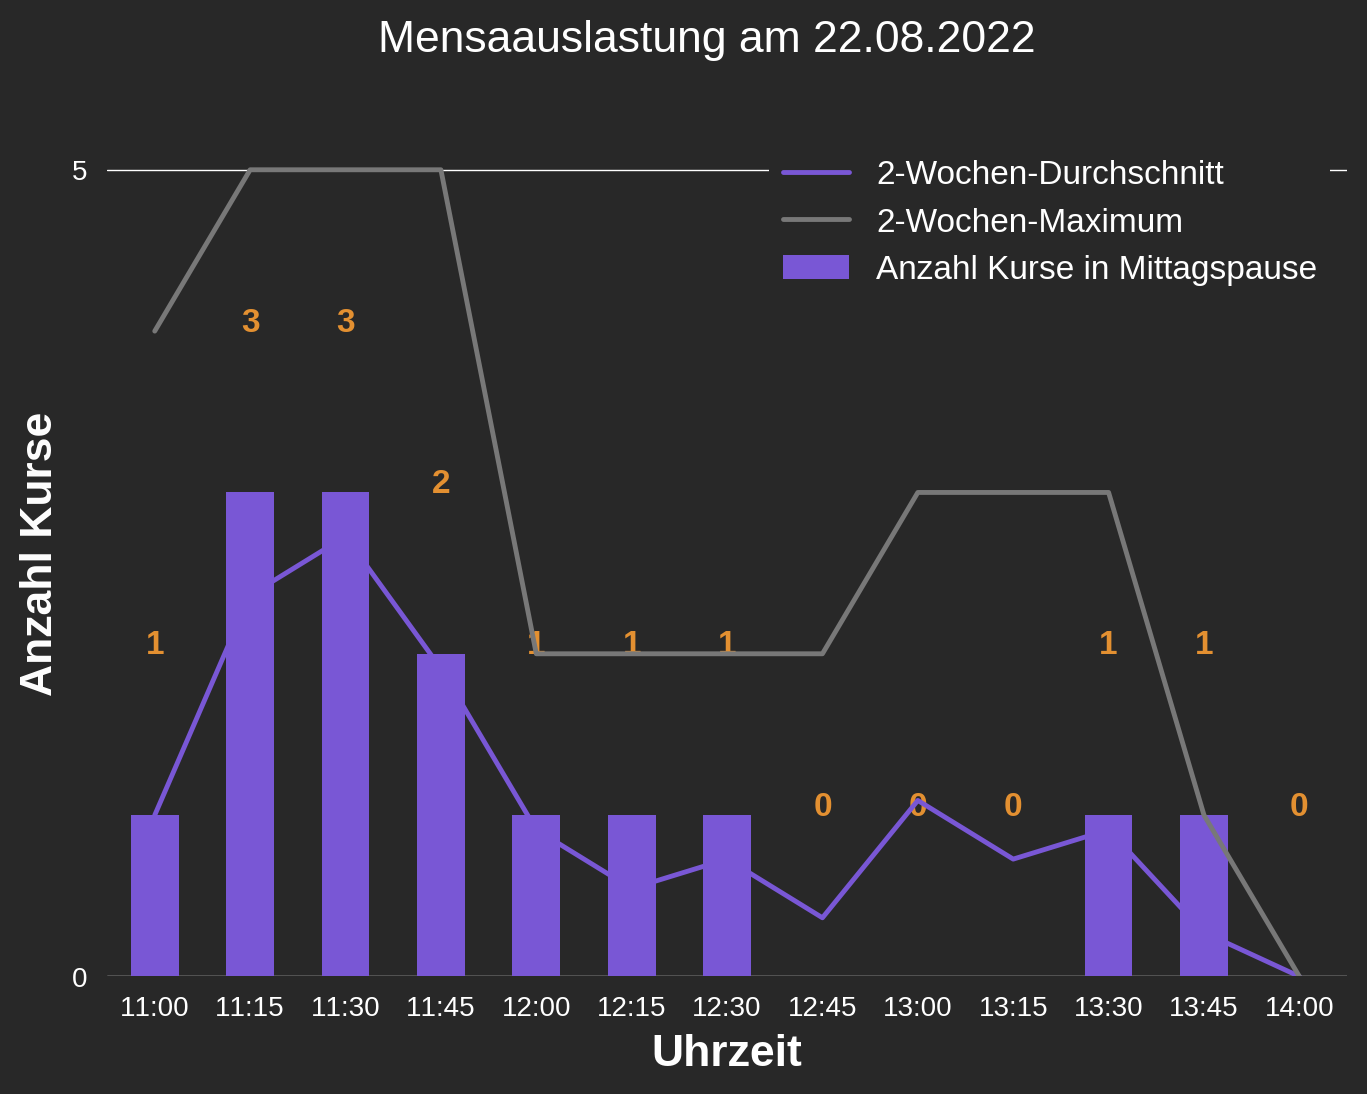 Mensaauslastung am 22.08.2022
5
2-Wochen-Durchschnitt
2-Wochen-Maximum
Anzahl Kurse in Mittagspause
3 3
2
1 1 1 1 1 1
0 0 0 0
Anzahl Kurse
0
11:00 11:15 11:30 11:45 12:00 12:15 12:30 12:45 13:00 13:15 13:30 13:45 14:00
Uhrzeit